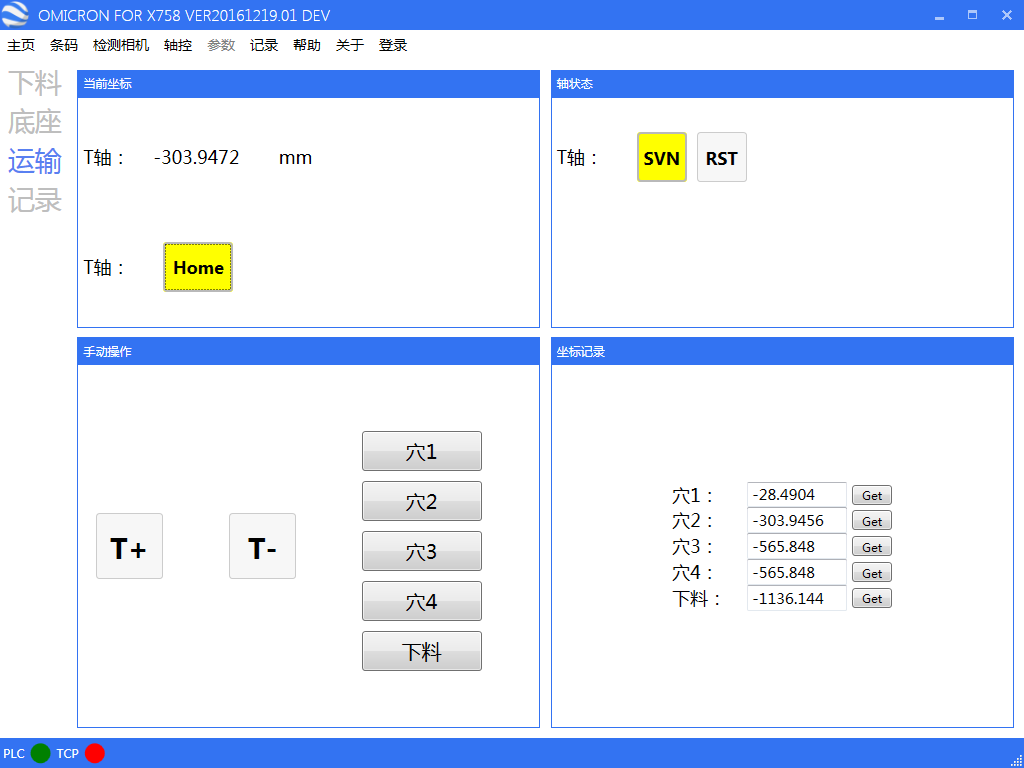 OMICRON FOR X758 VER20161219.01 DEV
主页 条码 检测相机 轴控 参数 记录 帮助 关于 登录
下料
底座
运输
记录
当前坐标
T轴： -303.9472 mm
T轴： Home
轴状态
T轴： SVN RST
手动操作
T+ T-
穴1
穴2
穴3
穴4
下料
坐标记录
穴1： -28.4904 Get
穴2： -303.9456 Get
穴3： -565.848 Get
穴4： -565.848 Get
下料： -1136.144 Get
PLC TCP